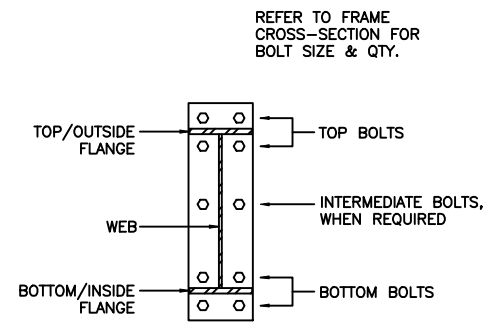 REFER TO FRAME
CROSS-SECTION FOR
BOLT SIZE & QTY.
TOP/OUTSIDE
FLANGE
TOP BOLTS
INTERMEDIATE BOLTS,
WHEN REQUIRED
WEB
BOTTOM/INSIDE
FLANGE
BOTTOM BOLTS